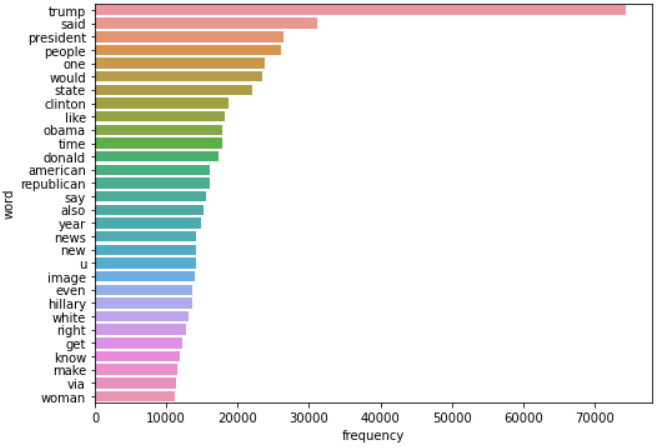 trump
said
president
people
one
would
state
clinton
like
obama
time
donald
american
republican
say
also
year
news
new
u
image
even
hillary
white
right
get
know
make
via
woman
word
0 10000 20000 30000 40000 50000 60000 70000
frequency